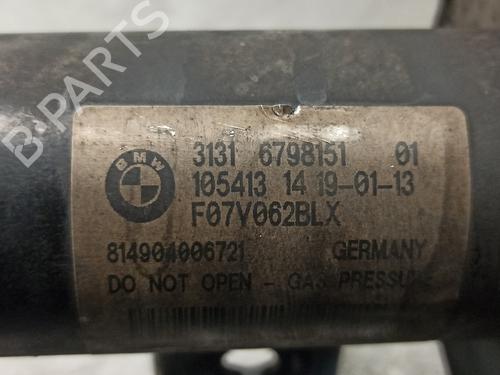 B-PARTS
BMW
3131 6798151 01
105413 14 19-01-13
F07V062BLX
814904006721 GERMANY
DO NOT OPEN - GAS PRESSURE